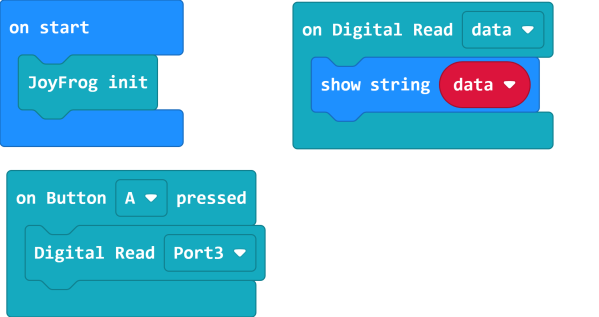 on start
JoyFrog init
on Digital Read data
show string data
on Button A pressed
Digital Read Port3